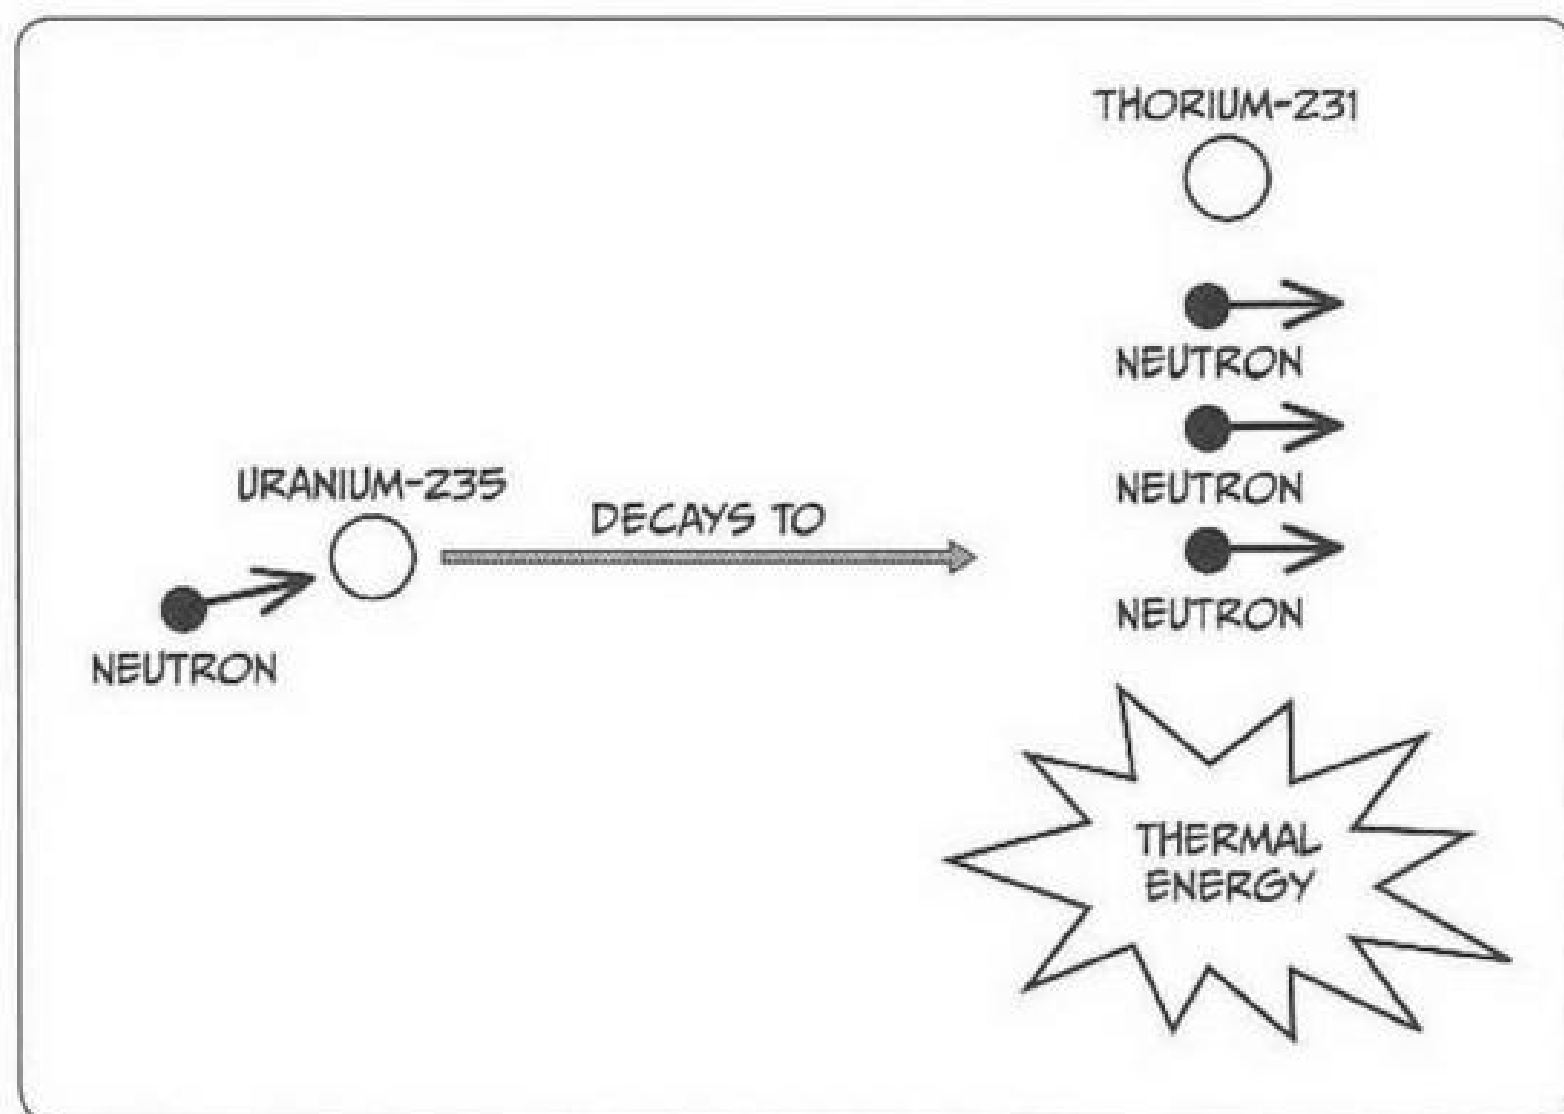 THORIUM-231
NEUTRON
NEUTRON
URANIUM-235
DECAYS TO
NEUTRON
NEUTRON
THERMAL
ENERGY